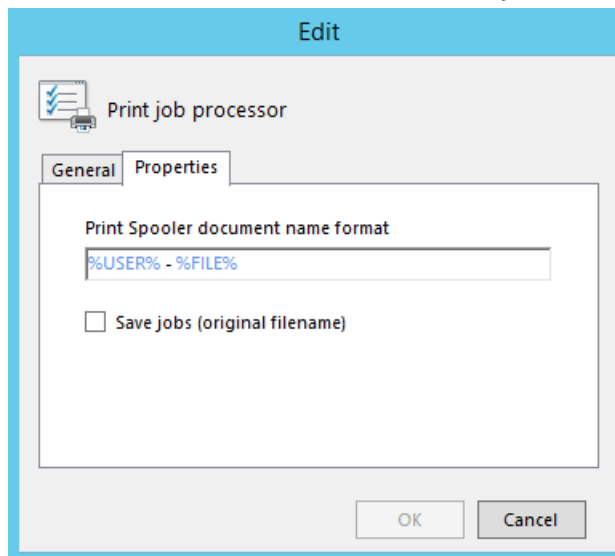 Edit
Print job processor
General Properties
Print Spooler document name format
%USER% - %FILE%
Save jobs (original filename)
OK Cancel